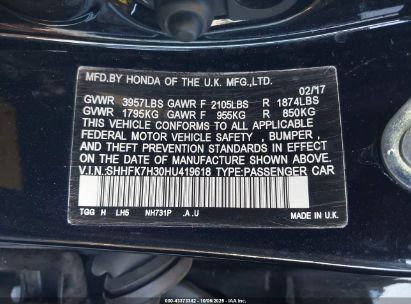 MFD.BY HONDA OF THE U.K. MFG.,LTD.
02/17
GVWR 3957LBS GAWR F 2105LBS R 1874LBS
GVWR 1795KG GAWR F 955KG R 850KG
THIS VEHICLE CONFORMS TO ALL APPLICABLE
FEDERAL MOTOR VEHICLE SAFETY , BUMPER ,
AND THEFT PREVENTION STANDARDS IN EFFECT
ON THE DATE OF MANUFACTURE SHOWN ABOVE.
V.I.N.:SHHFK7H30HU419618 TYPE:PASSENGER CAR
TGG H LH5 NH731P .A .U